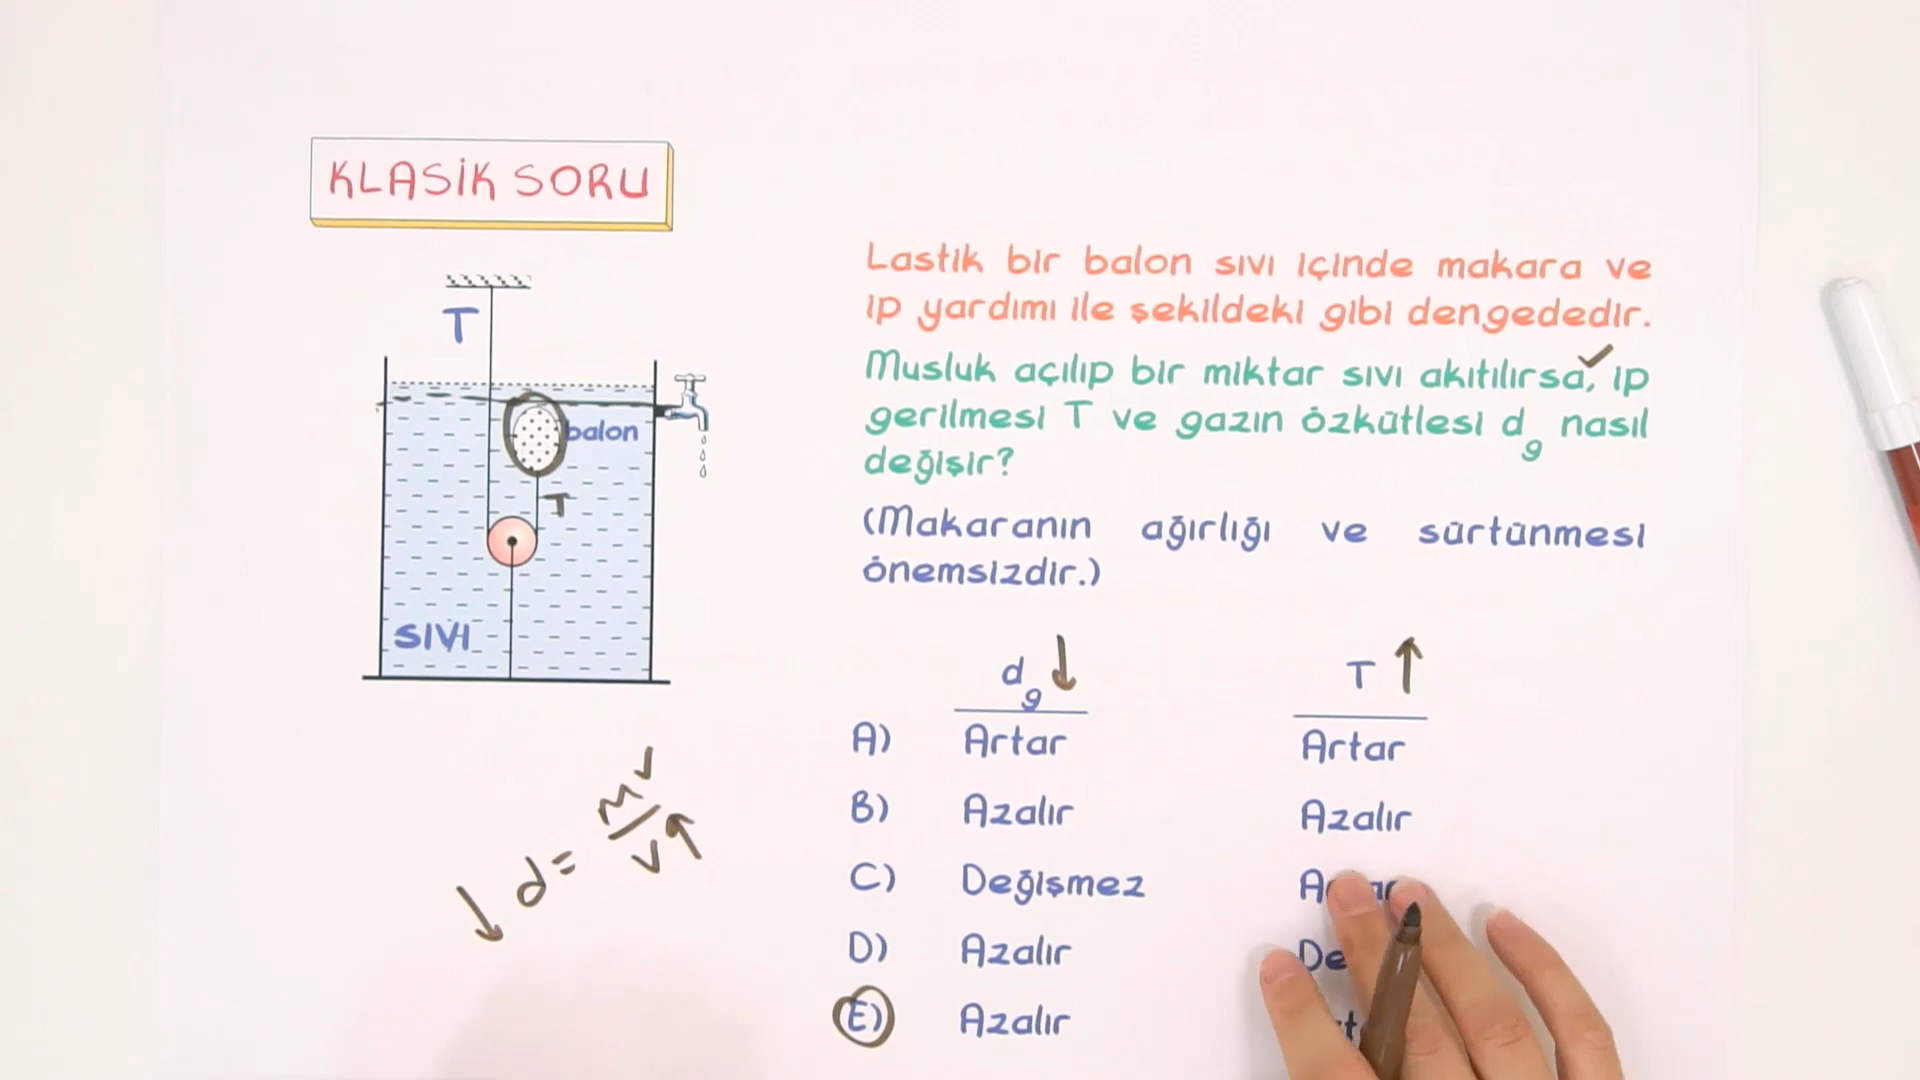 KLASİK SORU
Lastik bir balon sıvı içinde makara ve
ip yardımı ile şekildeki gibi dengededir.
Musluk açılıp bir miktar sıvı akıtılırsa, ip
gerilmesi T ve gazın özkütlesi dg nasıl
değişir?
(Makaranın ağırlığı ve sürtünmesi
önemsizdir.)
T
balon
T
SIVI
d = m/V
dg T
A) Artar Artar
B) Azalır Azalır
C) Değişmez
D) Azalır
E) Azalır